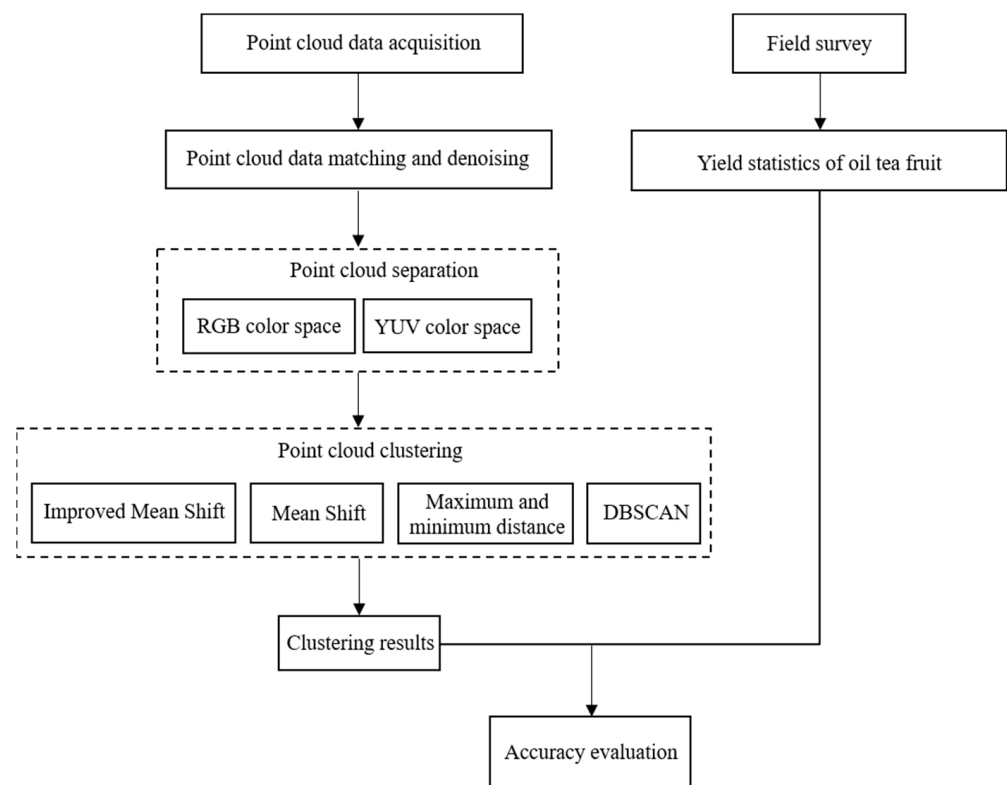 Point cloud data acquisition
Field survey
Point cloud data matching and denoising
Yield statistics of oil tea fruit
Point cloud separation
RGB color space
YUV color space
Point cloud clustering
Improved Mean Shift
Mean Shift
Maximum and
minimum distance
DBSCAN
Clustering results
Accuracy evaluation